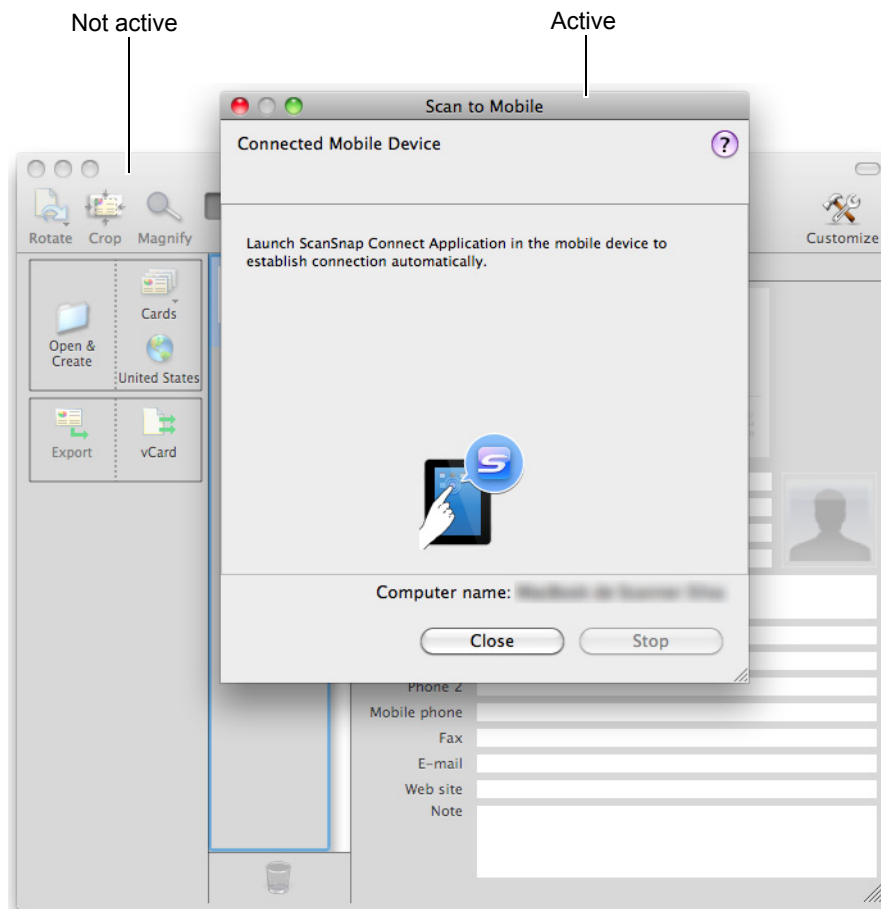 Not active
Active
Scan to Mobile
Connected Mobile Device
?
Rotate Crop Magnify
Customize
Launch ScanSnap Connect Application in the mobile device to
establish connection automatically.
Cards
Open &
Create
United States
Export vCard
S
Computer name:
Close Stop
Phone 2
Mobile phone
Fax
E-mail
Web site
Note